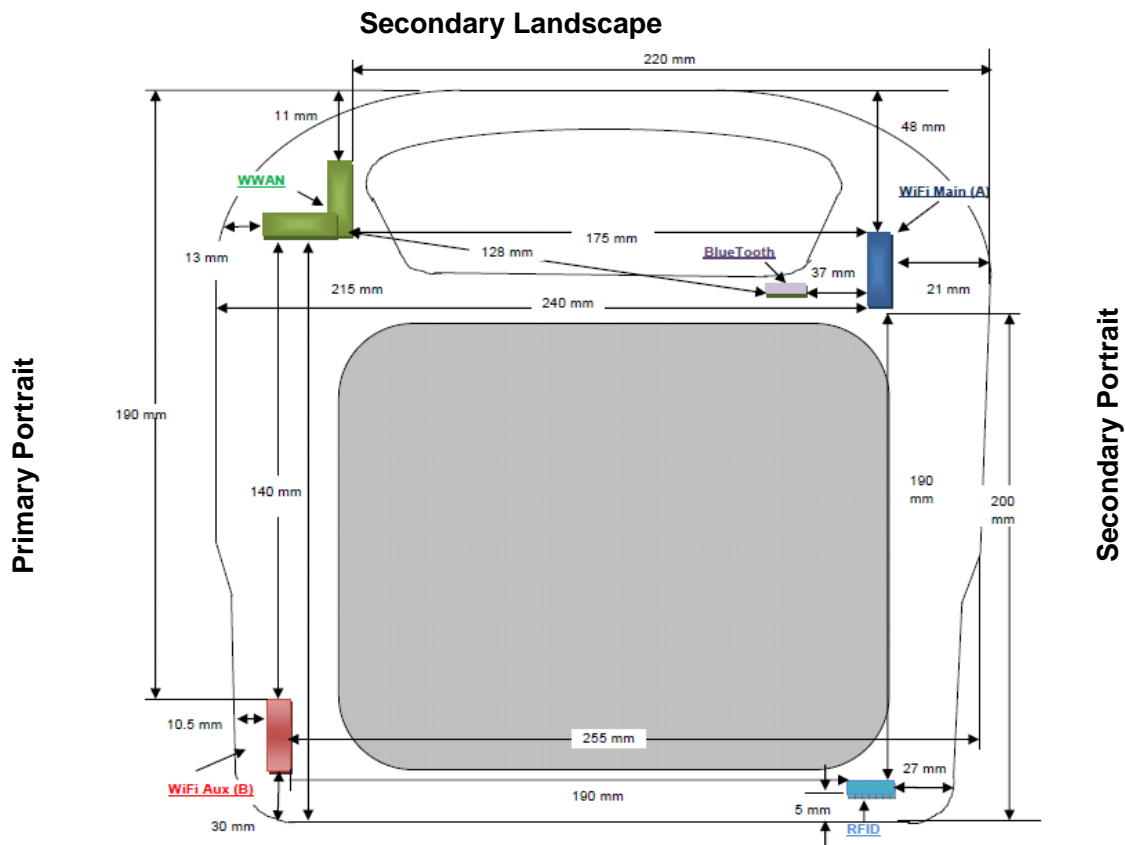 Secondary Landscape
220 mm
11 mm
48 mm
WWAN
WiFi Main (A)
175 mm
128 mm
BlueTooth
13 mm
37 mm
215 mm
240 mm
21 mm
Primary Portrait
Secondary Portrait
190 mm
140 mm
190
mm
200
mm
10.5 mm
255 mm
27 mm
WiFi Aux (B)
190 mm
5 mm
30 mm
RFID